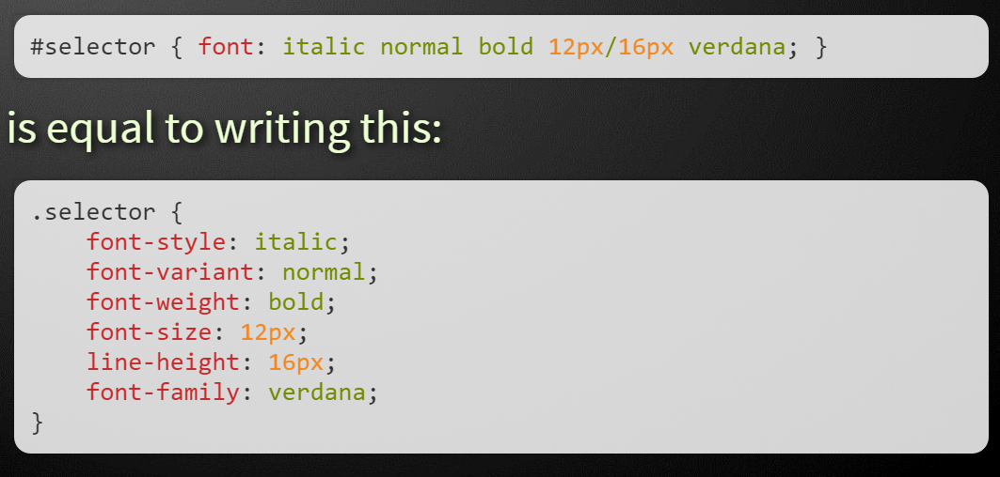 #selector { font: italic normal bold 12px/16px verdana; }
is equal to writing this:
.selector {
    font-style: italic;
    font-variant: normal;
    font-weight: bold;
    font-size: 12px;
    line-height: 16px;
    font-family: verdana;
}